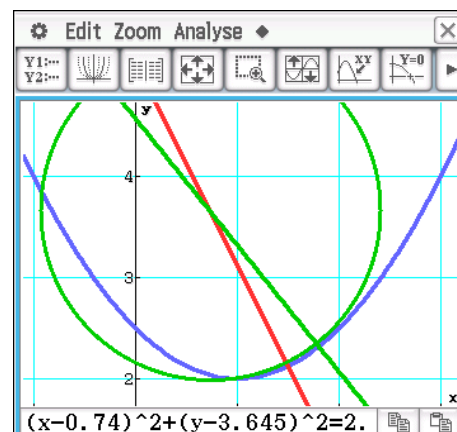 Edit Zoom Analyse ◆
Y1:… Y2:… XY Y=0
y
4
3
2
x
(x-0.74)^2+(y-3.645)^2=2.